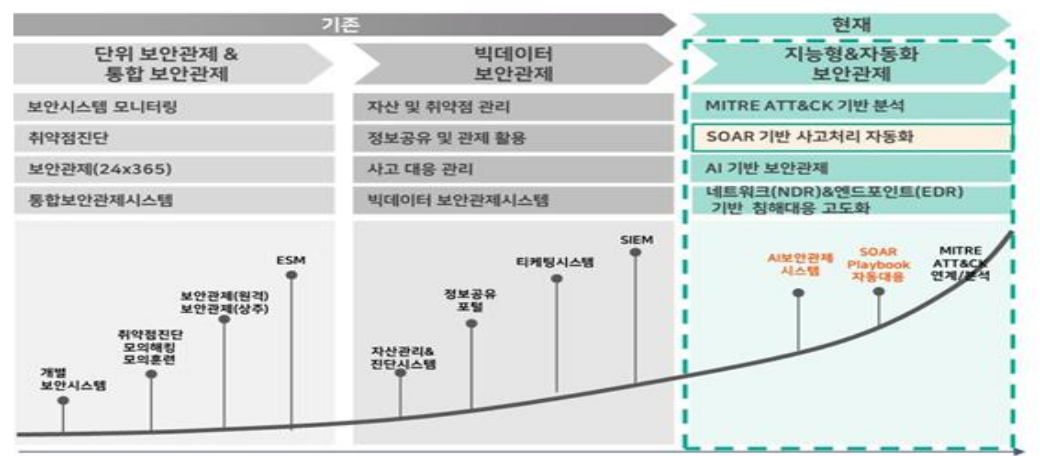 기존
현재
단위 보안관제 &
통합 보안관제
빅데이터
보안관제
지능형&자동화
보안관제
보안시스템 모니터링
자산 및 취약점 관리
MITRE ATT&CK 기반 분석
취약점진단
정보공유 및 관제 활용
SOAR 기반 사고처리 자동화
보안관제(24x365)
사고 대응 관리
AI 기반 보안관제
통합보안관제시스템
빅데이터 보안관제시스템
네트워크(NDR)&엔드포인트(EDR)
기반 침해대응 고도화
개별
보안시스템
취약점진단
모의해킹
모의훈련
보안관제(원격)
보안관제(상주)
ESM
자산관리&
진단시스템
정보공유
포털
티케팅시스템
SIEM
AI보안관제
시스템
SOAR
Playbook
자동대응
MITRE
ATT&CK
연계/분석